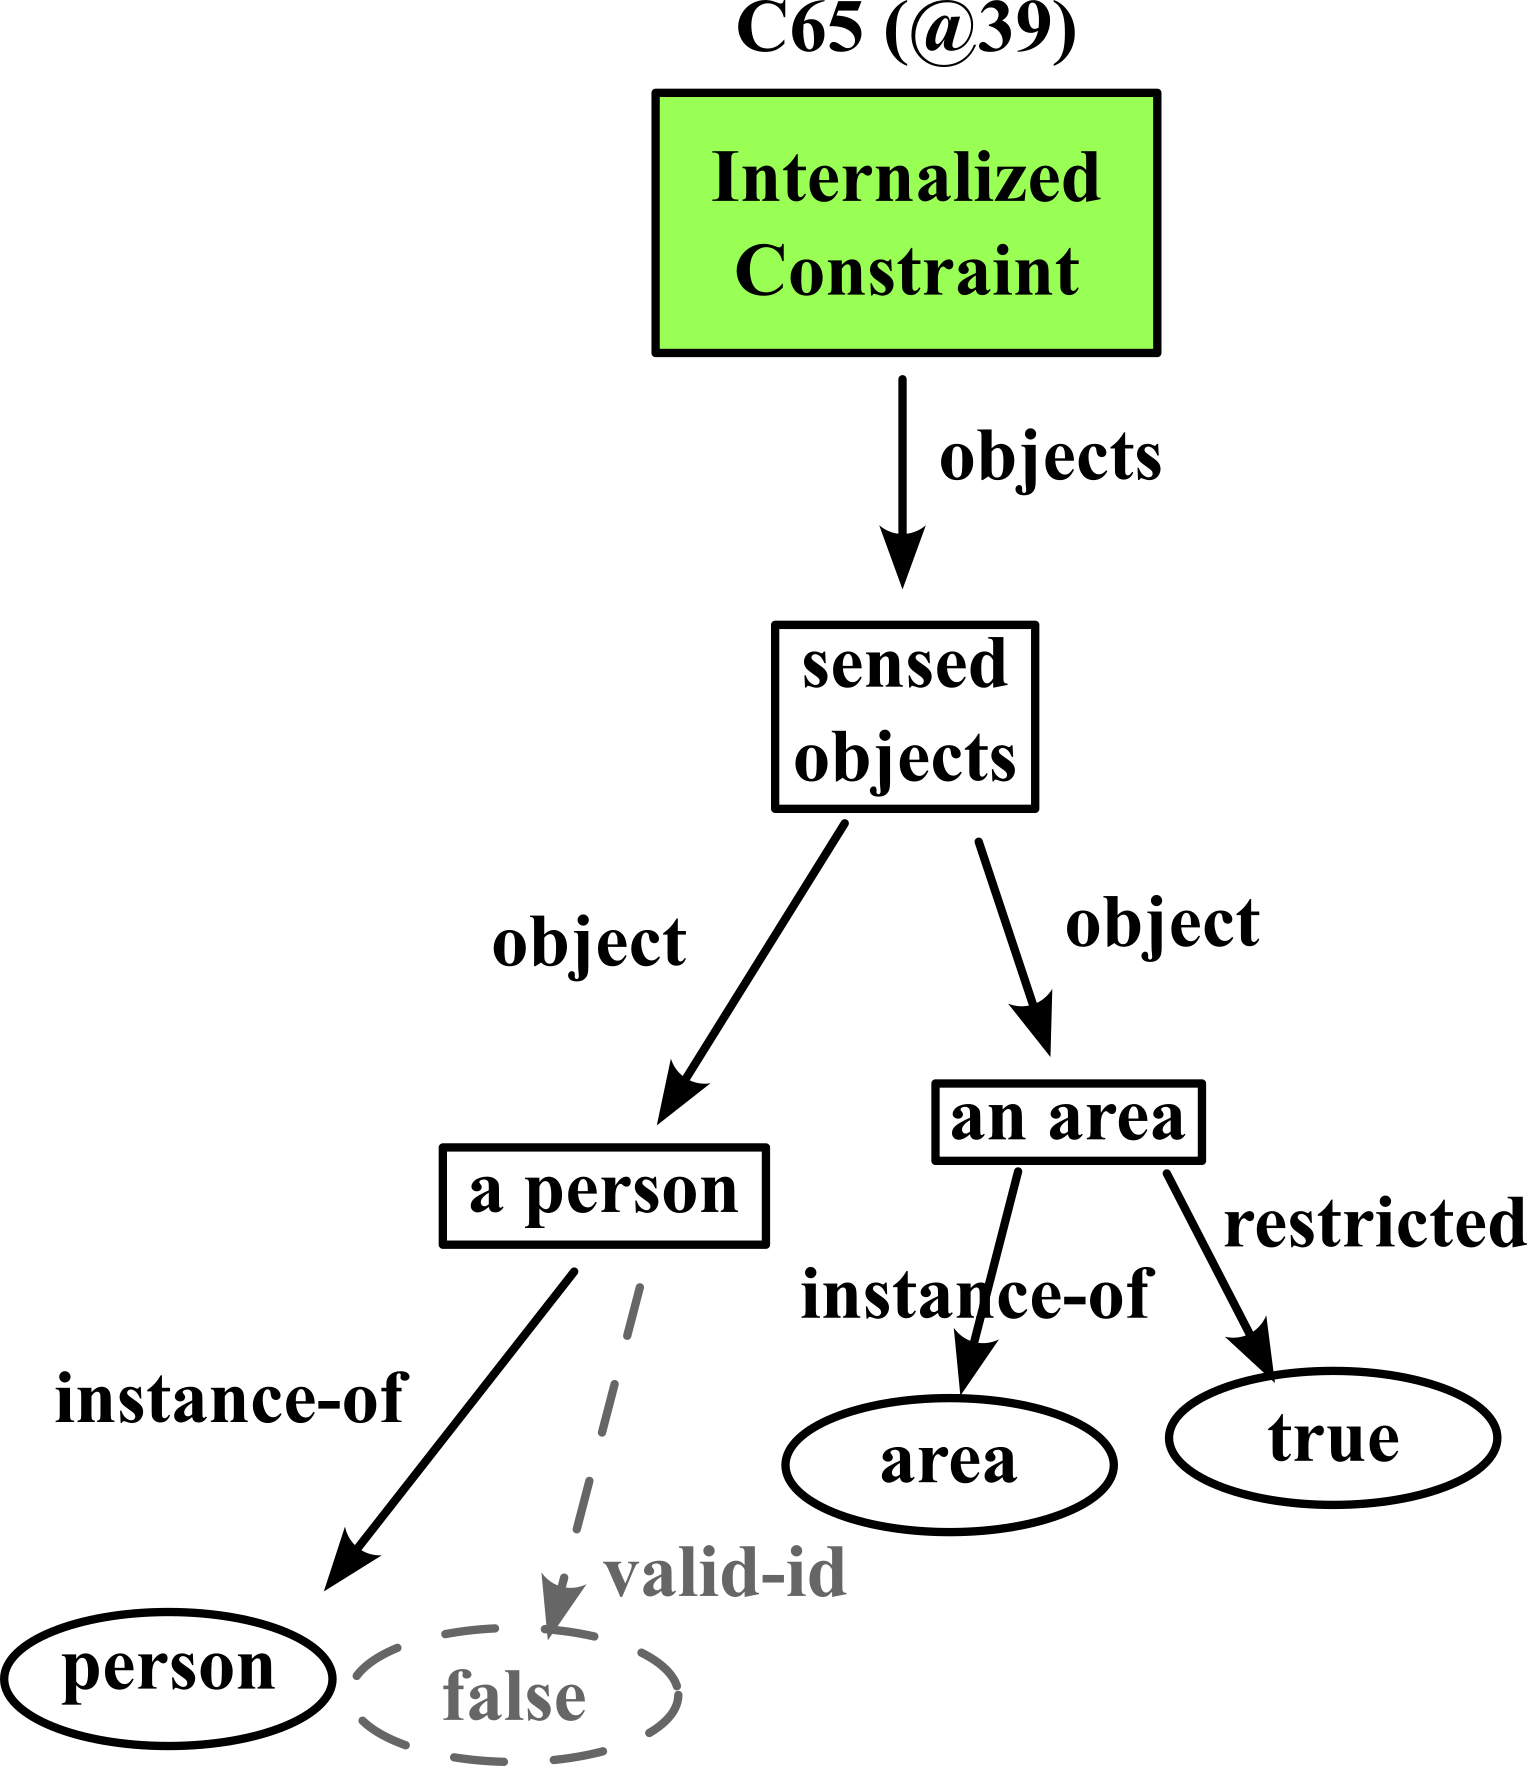 C65 (@39)
Internalized
Constraint
objects
sensed
objects
object
object
an area
a person
restricted
instance-of
instance-of
area
true
valid-id
person
false